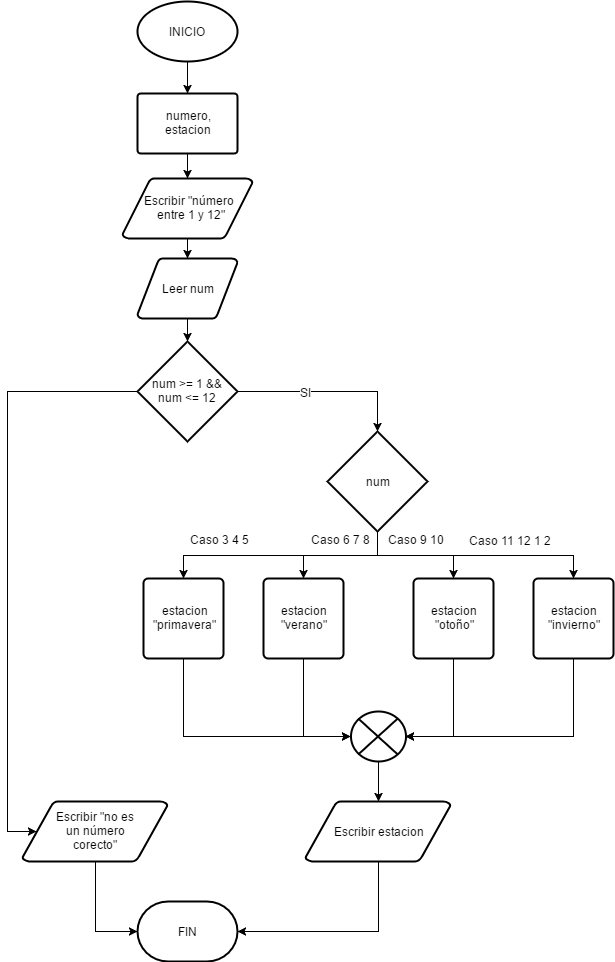 INICIO
numero,
estacion
Escribir "número
entre 1 y 12"
Leer num
num >= 1 &&
num <= 12
SI
num
Caso 3 4 5
Caso 6 7 8
Caso 9 10
Caso 11 12 1 2
estacion
"primavera"
estacion
"verano"
estacion
"otoño"
estacion
"invierno"
Escribir "no es
un número
corecto"
Escribir estacion
FIN